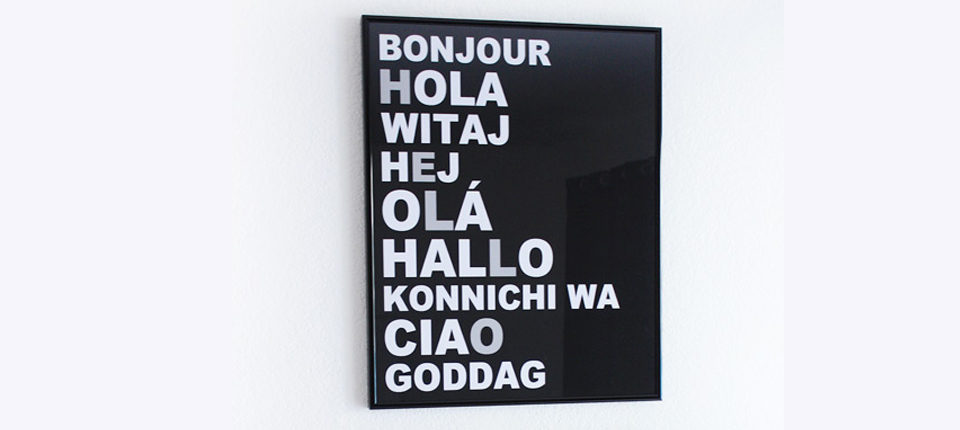 BONJOUR
HOLA
WITAJ
HEJ
OLÁ
HALLO
KONNICHI WA
CIAO
GODDAG